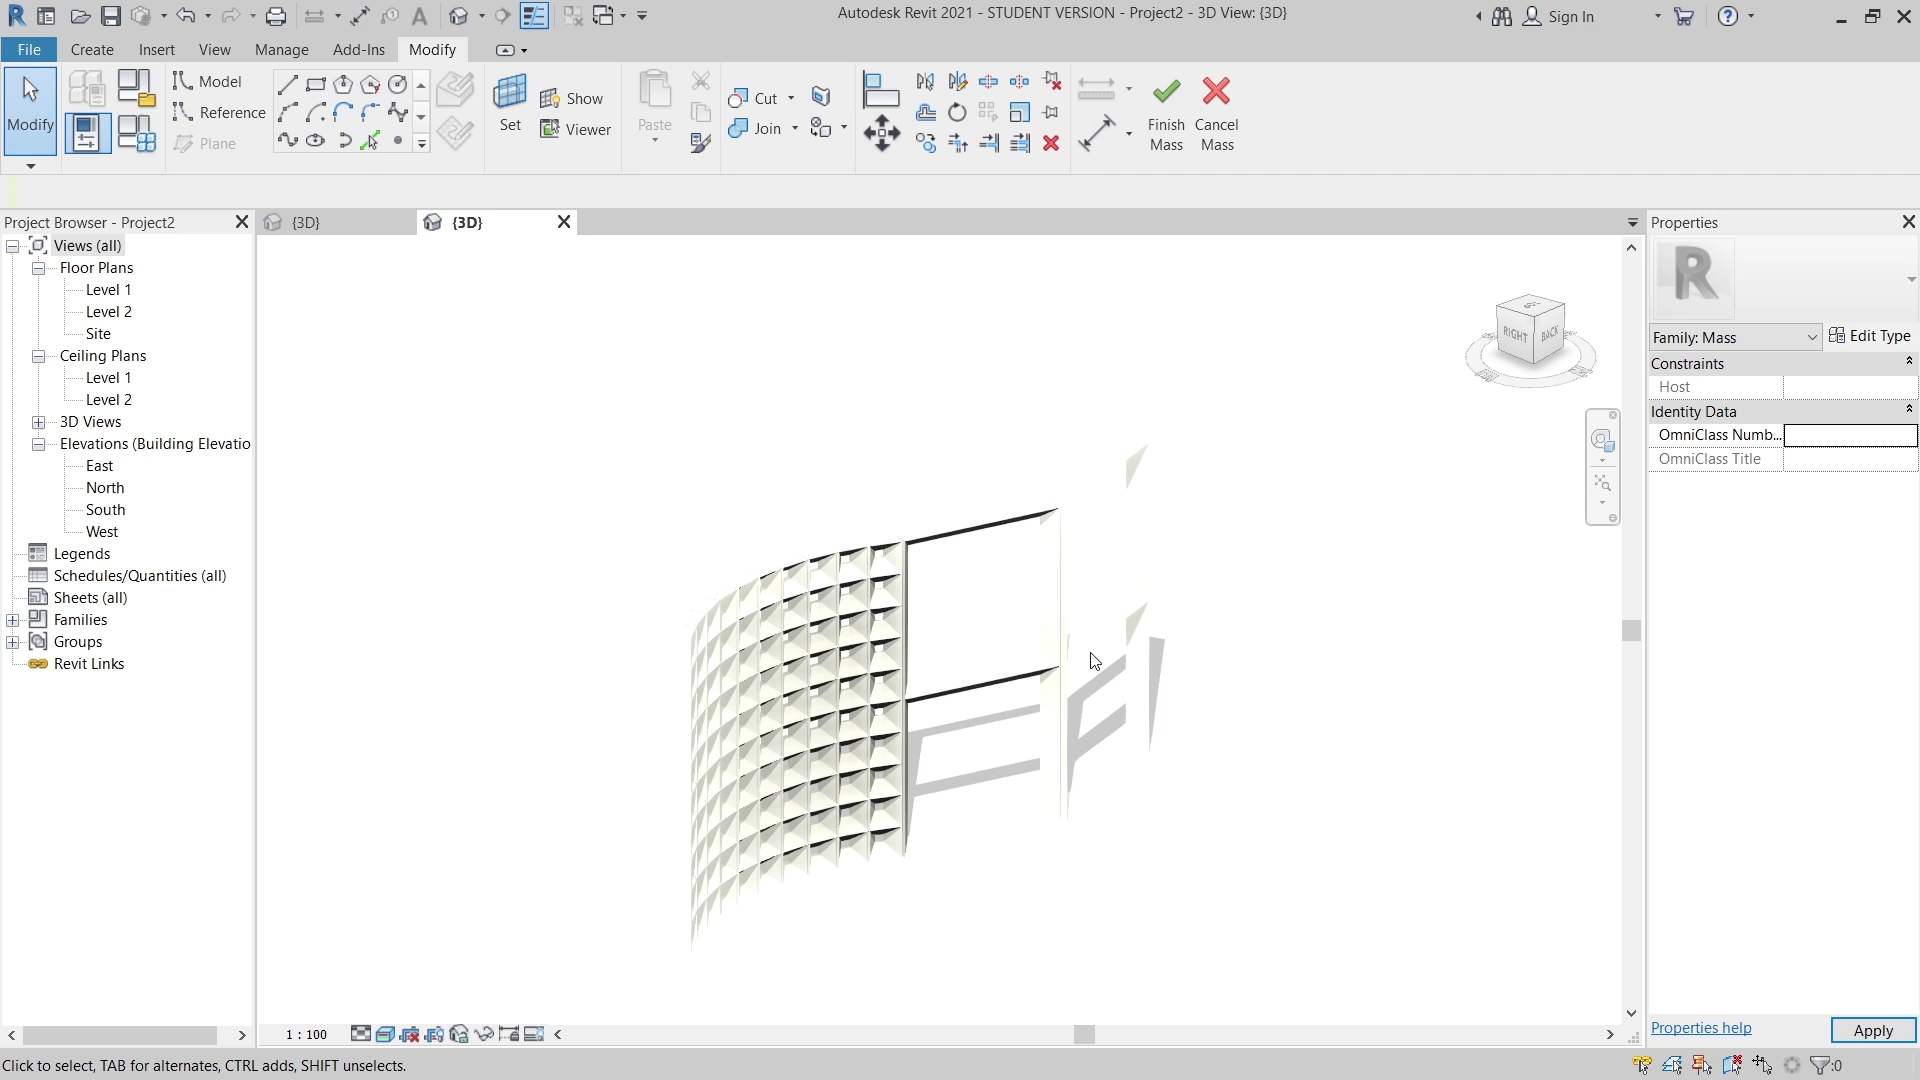 Autodesk Revit 2021 - STUDENT VERSION - Project2 - 3D View: {3D}
Sign In
File
Create
Insert
View
Manage
Add-Ins
Modify
Modify
Model
Reference
Plane
Set
Show
Viewer
Paste
Cut
Join
Finish
Mass
Cancel
Mass
Project Browser - Project2
{3D}
{3D}
Properties
Views (all)
Floor Plans
Level 1
Level 2
Site
Ceiling Plans
Level 1
Level 2
3D Views
Elevations (Building Elevatio
East
North
South
West
Legends
Schedules/Quantities (all)
Sheets (all)
Families
Groups
Revit Links
RIGHT
BACK
Family: Mass
Edit Type
Constraints
Host
Identity Data
OmniClass Numb...
OmniClass Title
1 : 100
Properties help
Apply
Click to select, TAB for alternates, CTRL adds, SHIFT unselects.
:0